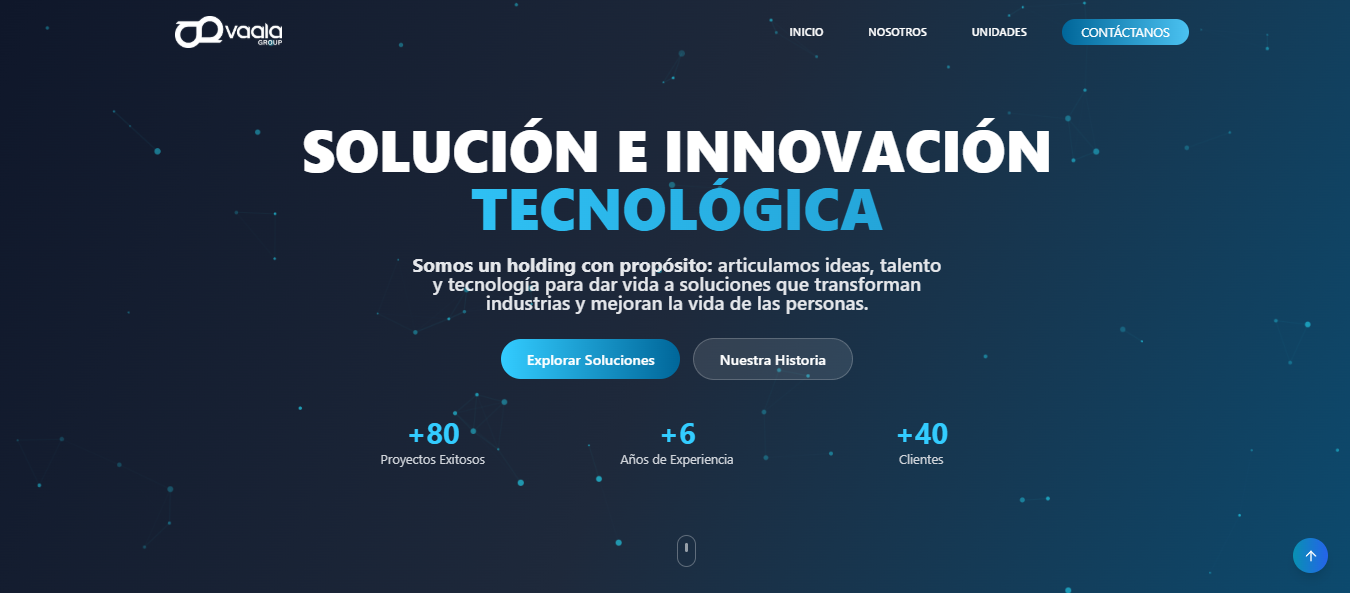 vaala
GROUP
INICIO NOSOTROS UNIDADES CONTÁCTANOS
SOLUCIÓN E INNOVACIÓN
TECNOLÓGICA
Somos un holding con propósito: articulamos ideas, talento
y tecnología para dar vida a soluciones que transforman
industrias y mejoran la vida de las personas.
Explorar Soluciones Nuestra Historia
+80 +6 +40
Proyectos Exitosos Años de Experiencia Clientes